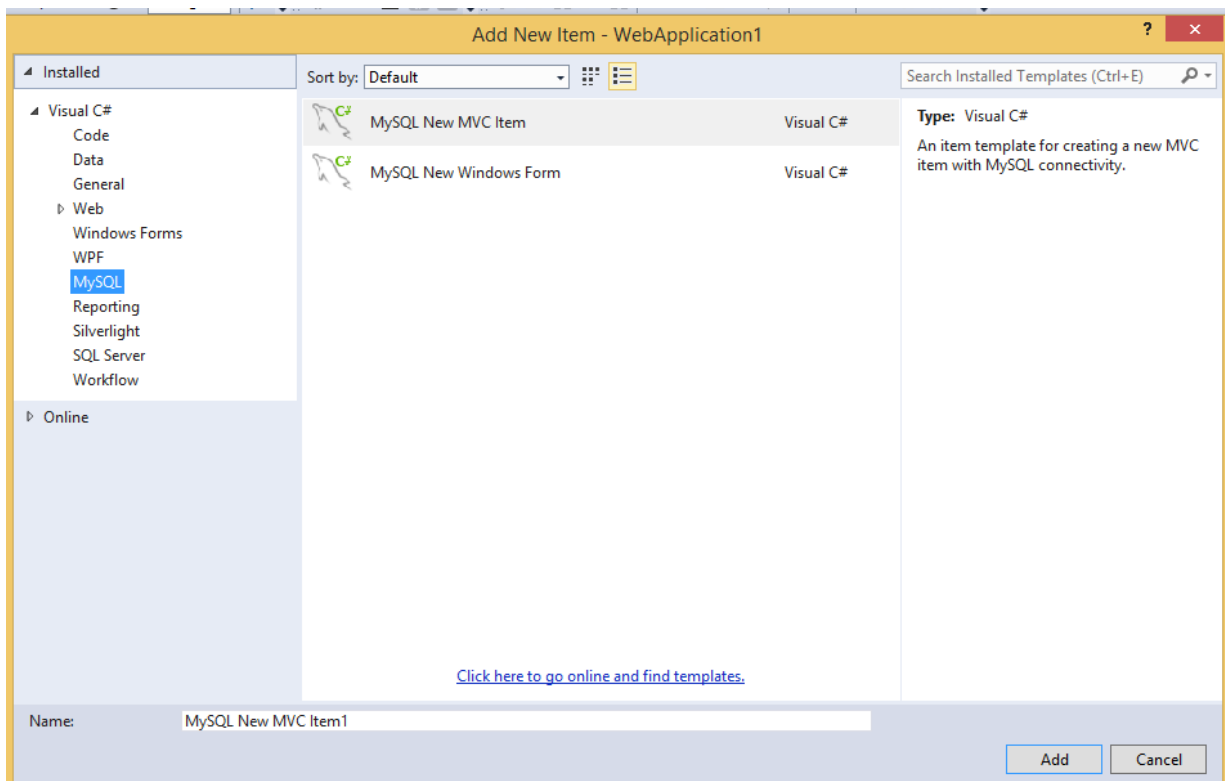 Add New Item - WebApplication1
?
Installed
Sort by: Default
Search Installed Templates (Ctrl+E)
Visual C#
Code
Data
General
Web
Windows Forms
WPF
MySQL
Reporting
Silverlight
SQL Server
Workflow
Online
C# MySQL New MVC Item Visual C#
C# MySQL New Windows Form Visual C#
Type: Visual C#
An item template for creating a new MVC
item with MySQL connectivity.
Click here to go online and find templates.
Name: MySQL New MVC Item1
Add Cancel